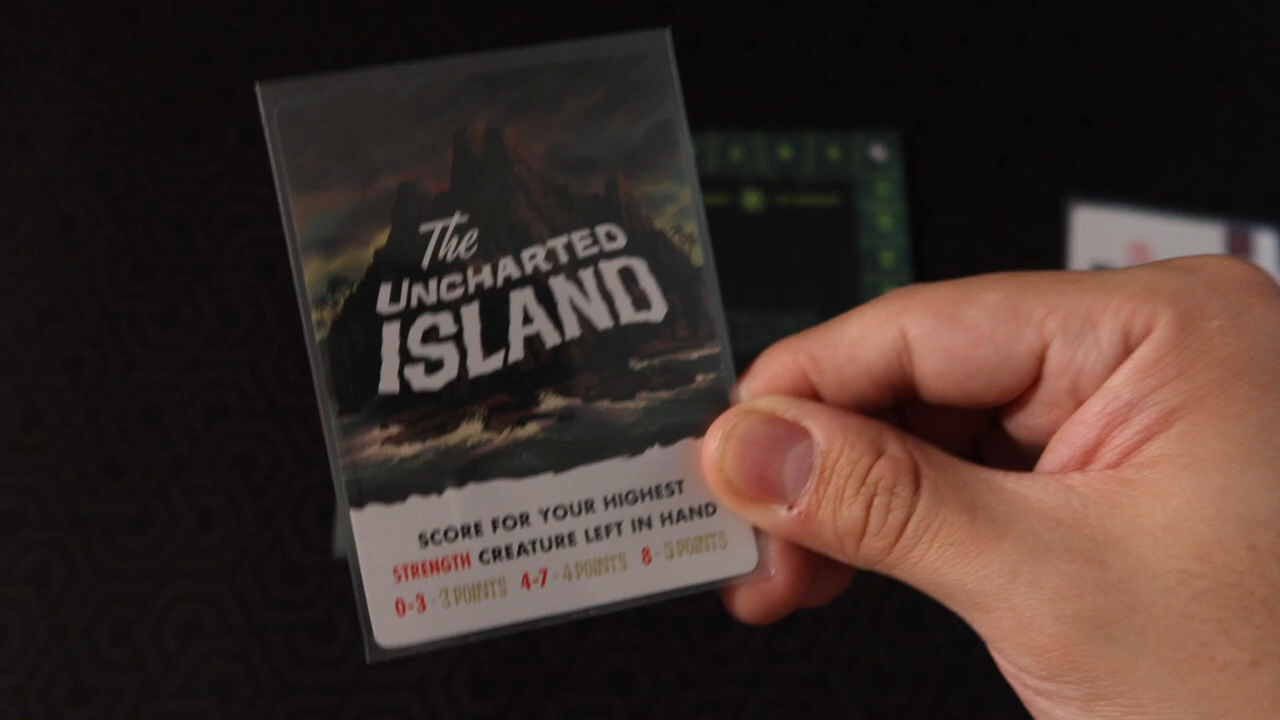 The
UNCHARTED
ISLAND
SCORE FOR YOUR HIGHEST
STRENGTH CREATURE LEFT IN HAND
0-3 - 3 POINTS 4-7 - 4 POINTS 8 - 5 POINTS